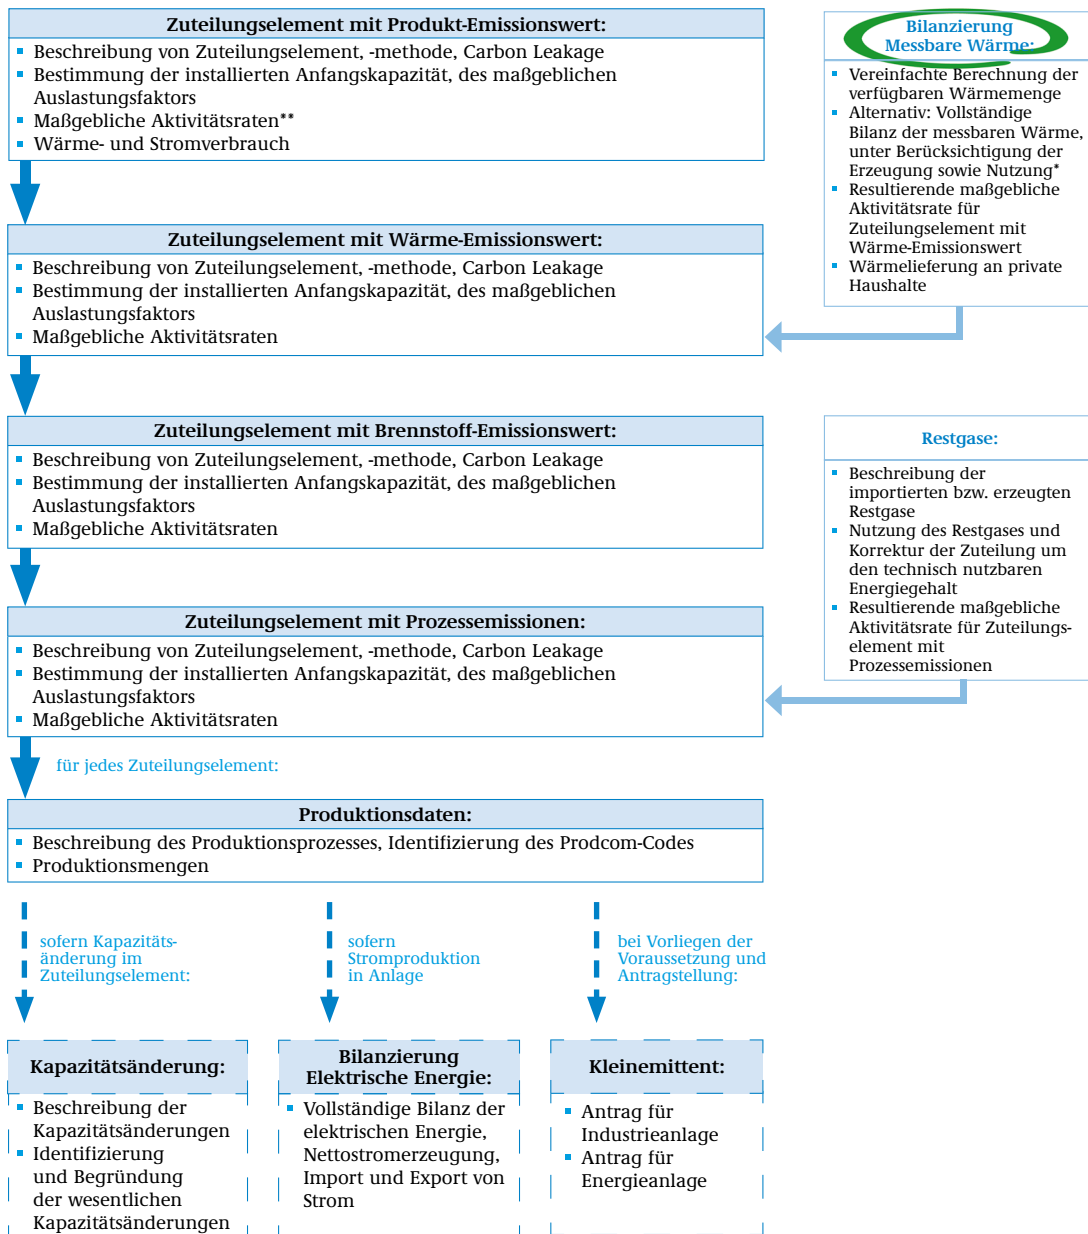 Zuteilungselement mit Produkt-Emissionswert:
Beschreibung von Zuteilungselement, -methode, Carbon Leakage
Bestimmung der installierten Anfangskapazität, des maßgeblichen
Auslastungsfaktors
Maßgebliche Aktivitätsraten**
Wärme- und Stromverbrauch
Bilanzierung
Messbare Wärme:
Vereinfachte Berechnung der
verfügbaren Wärmemenge
Alternativ: Vollständige
Bilanz der messbaren Wärme,
unter Berücksichtigung der
Erzeugung sowie Nutzung*
Resultierende maßgebliche
Aktivitätsrate für
Zuteilungselement mit
Wärme-Emissionswert
Wärmelieferung an private
Haushalte
Zuteilungselement mit Wärme-Emissionswert:
Beschreibung von Zuteilungselement, -methode, Carbon Leakage
Bestimmung der installierten Anfangskapazität, des maßgeblichen
Auslastungsfaktors
Maßgebliche Aktivitätsraten
Zuteilungselement mit Brennstoff-Emissionswert:
Beschreibung von Zuteilungselement, -methode, Carbon Leakage
Bestimmung der installierten Anfangskapazität, des maßgeblichen
Auslastungsfaktors
Maßgebliche Aktivitätsraten
Restgase:
Beschreibung der
importierten bzw. erzeugten
Restgase
Nutzung des Restgases und
Korrektur der Zuteilung um
den technisch nutzbaren
Energiegehalt
Resultierende maßgebliche
Aktivitätsrate für Zuteilungs-
element mit
Prozessemissionen
Zuteilungselement mit Prozessemissionen:
Beschreibung von Zuteilungselement, -methode, Carbon Leakage
Bestimmung der installierten Anfangskapazität, des maßgeblichen
Auslastungsfaktors
Maßgebliche Aktivitätsraten
für jedes Zuteilungselement:
Produktionsdaten:
Beschreibung des Produktionsprozesses, Identifizierung des Prodcom-Codes
Produktionsmengen
sofern Kapazitäts-
änderung im
Zuteilungselement:
sofern
Stromproduktion
in Anlage
bei Vorliegen der
Voraussetzung und
Antragstellung:
Kapazitätsänderung:
Beschreibung der
Kapazitätsänderungen
Identifizierung
und Begründung
der wesentlichen
Kapazitätsänderungen
Bilanzierung
Elektrische Energie:
Vollständige Bilanz der
elektrischen Energie,
Nettostromerzeugung,
Import und Export von
Strom
Kleinemittent:
Antrag für
Industrieanlage
Antrag für
Energieanlage